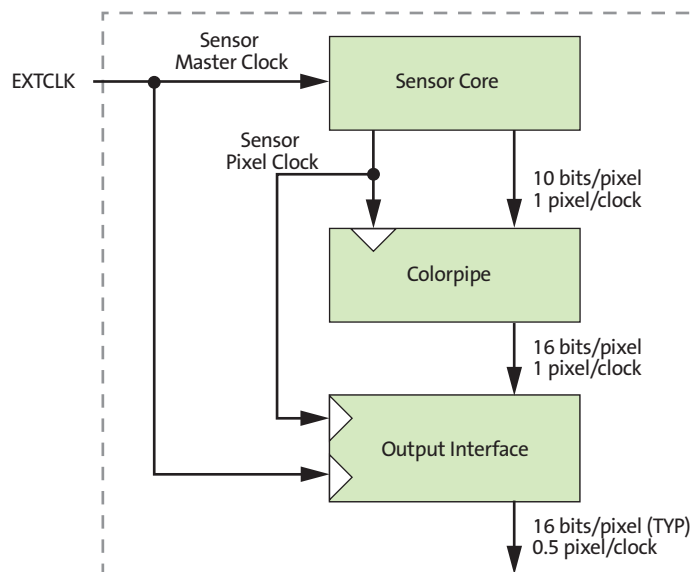 Sensor
Master Clock
EXTCLK
Sensor Core
Sensor
Pixel Clock
10 bits/pixel
1 pixel/clock
Colorpipe
16 bits/pixel
1 pixel/clock
Output Interface
16 bits/pixel (TYP)
0.5 pixel/clock